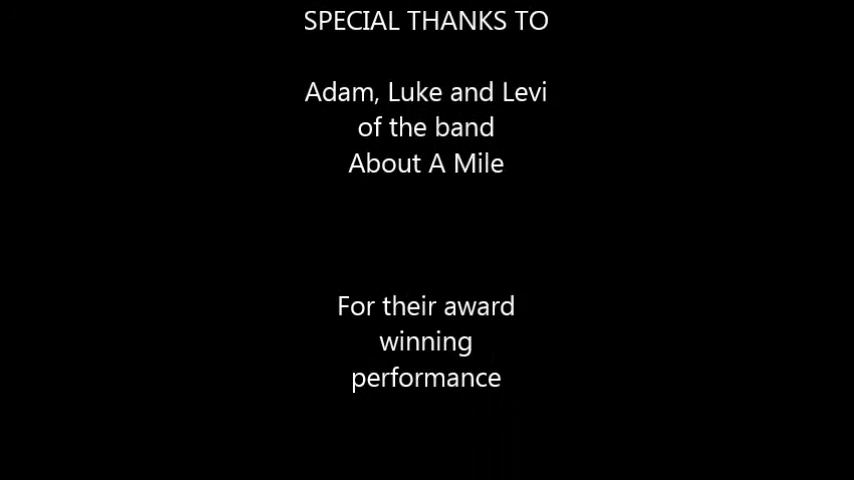 SPECIAL THANKS TO
Adam, Luke and Levi
of the band
About A Mile
For their award
winning
performance